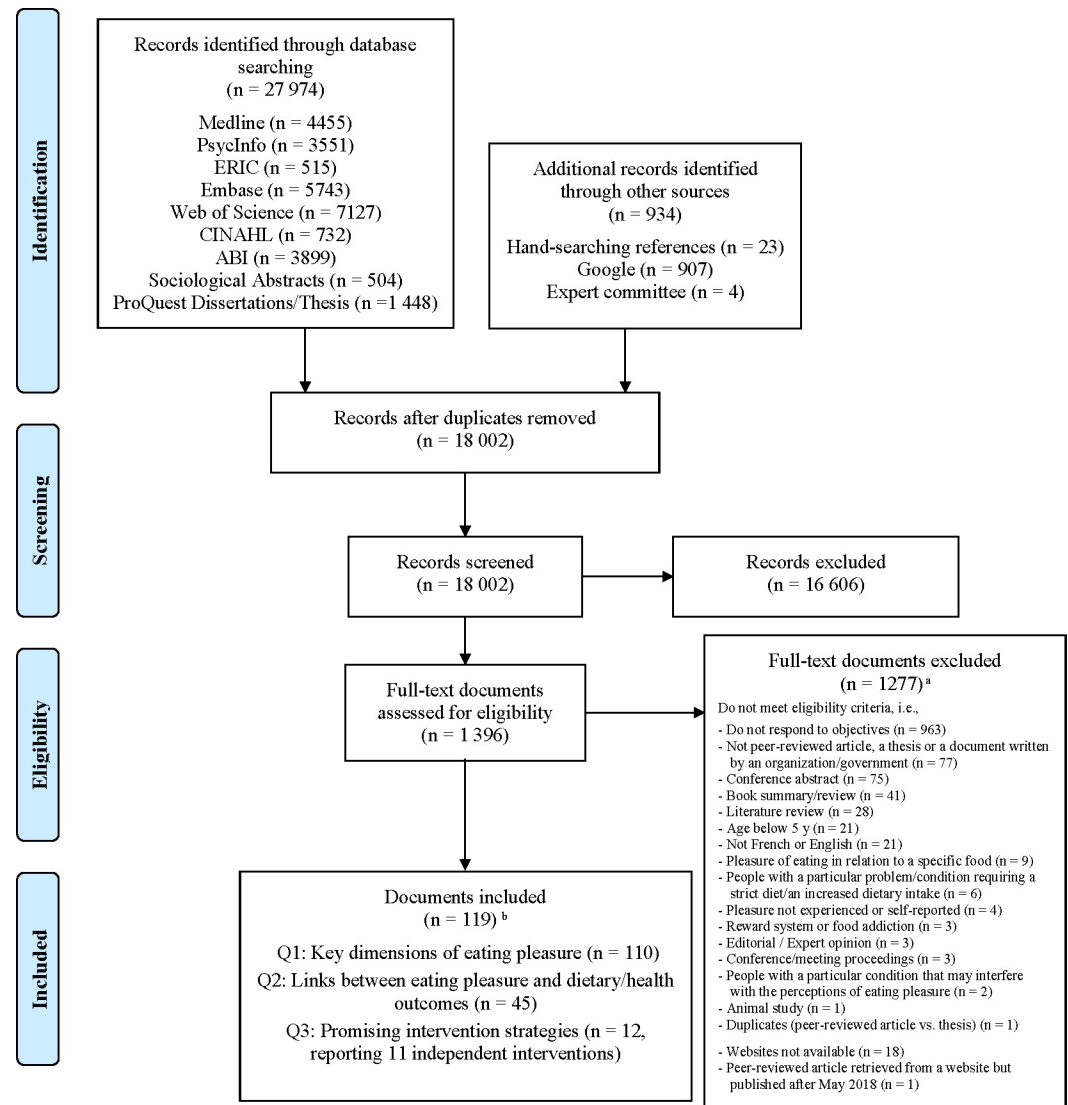 Identification
Records identified through database
searching
(n = 27 974)
Medline (n = 4455)
PsycInfo (n = 3551)
ERIC (n = 515)
Embase (n = 5743)
Web of Science (n = 7127)
CINAHL (n = 732)
ABI (n = 3899)
Sociological Abstracts (n = 504)
ProQuest Dissertations/Thesis (n =1 448)
Additional records identified
through other sources
(n = 934)
Hand-searching references (n = 23)
Google (n = 907)
Expert committee (n = 4)
Records after duplicates removed
(n = 18 002)
Screening
Records screened
(n = 18 002)
Records excluded
(n = 16 606)
Eligibility
Full-text documents
assessed for eligibility
(n = 1 396)
Full-text documents excluded
(n = 1277) a
Do not meet eligibility criteria, i.e.,
- Do not respond to objectives (n = 963)
- Not peer-reviewed article, a thesis or a document written
by an organization/government (n = 77)
- Conference abstract (n = 75)
- Book summary/review (n = 41)
- Literature review (n = 28)
- Age below 5 y (n = 21)
- Not French or English (n = 21)
- Pleasure of eating in relation to a specific food (n = 9)
- People with a particular problem/condition requiring a
strict diet/an increased dietary intake (n = 6)
- Pleasure not experienced or self-reported (n = 4)
- Reward system or food addiction (n = 3)
- Editorial / Expert opinion (n = 3)
- Conference/meeting proceedings (n = 3)
- People with a particular condition that may interfere
with the perceptions of eating pleasure (n = 2)
- Animal study (n = 1)
- Duplicates (peer-reviewed article vs. thesis) (n = 1)
- Websites not available (n = 18)
- Peer-reviewed article retrieved from a website but
published after May 2018 (n = 1)
Included
Documents included
(n = 119) b
Q1: Key dimensions of eating pleasure (n = 110)
Q2: Links between eating pleasure and dietary/health
outcomes (n = 45)
Q3: Promising intervention strategies (n = 12,
reporting 11 independent interventions)